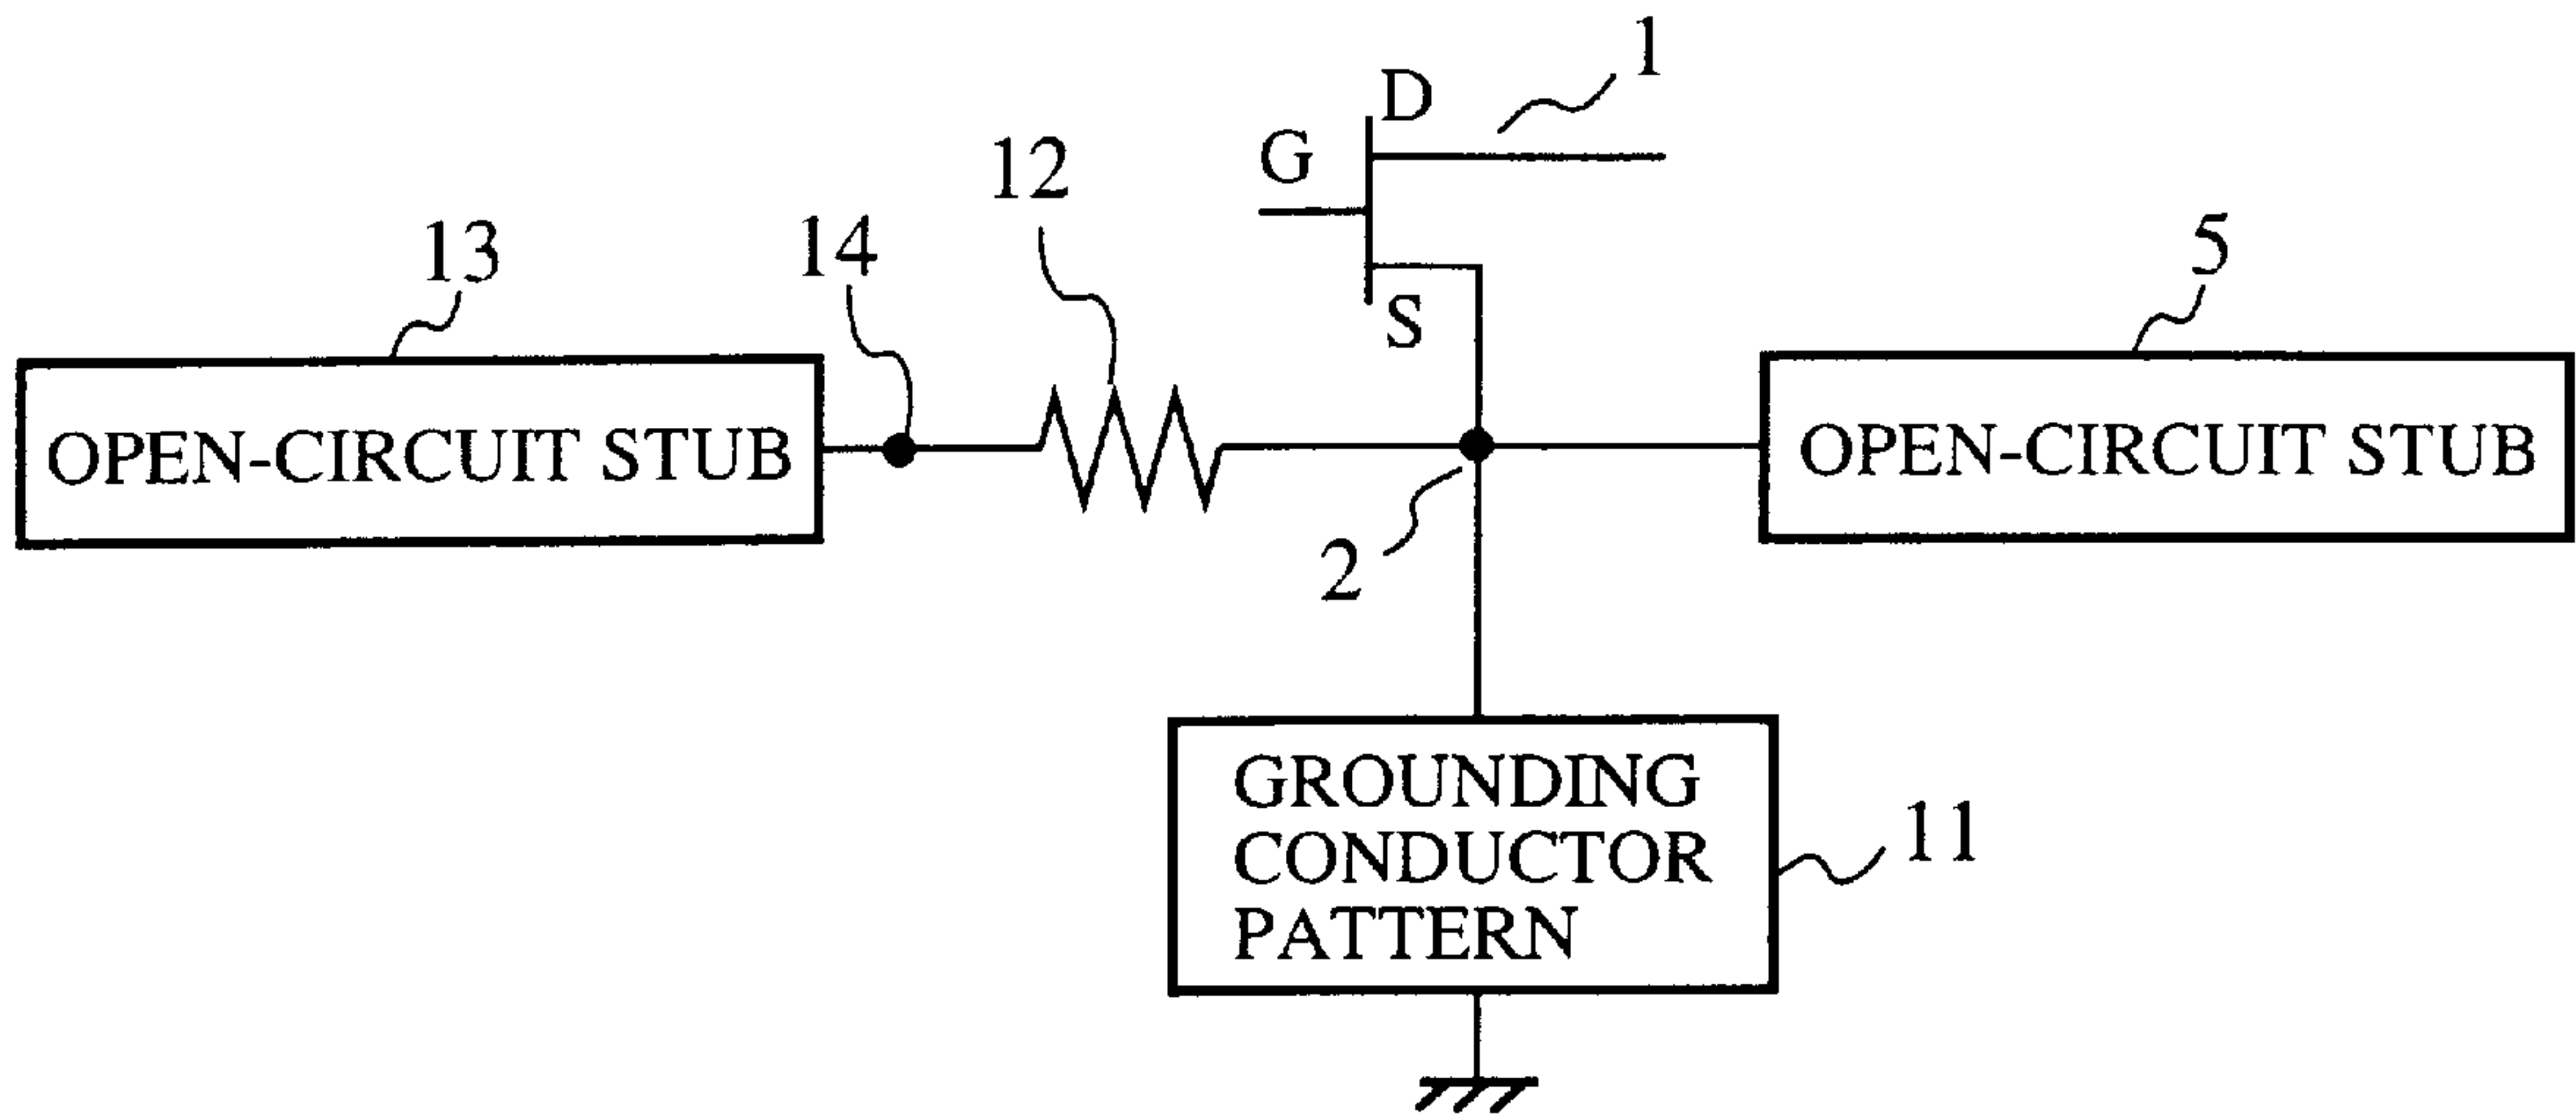 1
D
G
12
S
13
14
5
OPEN-CIRCUIT STUB
OPEN-CIRCUIT STUB
2
GROUNDING
CONDUCTOR
PATTERN
11